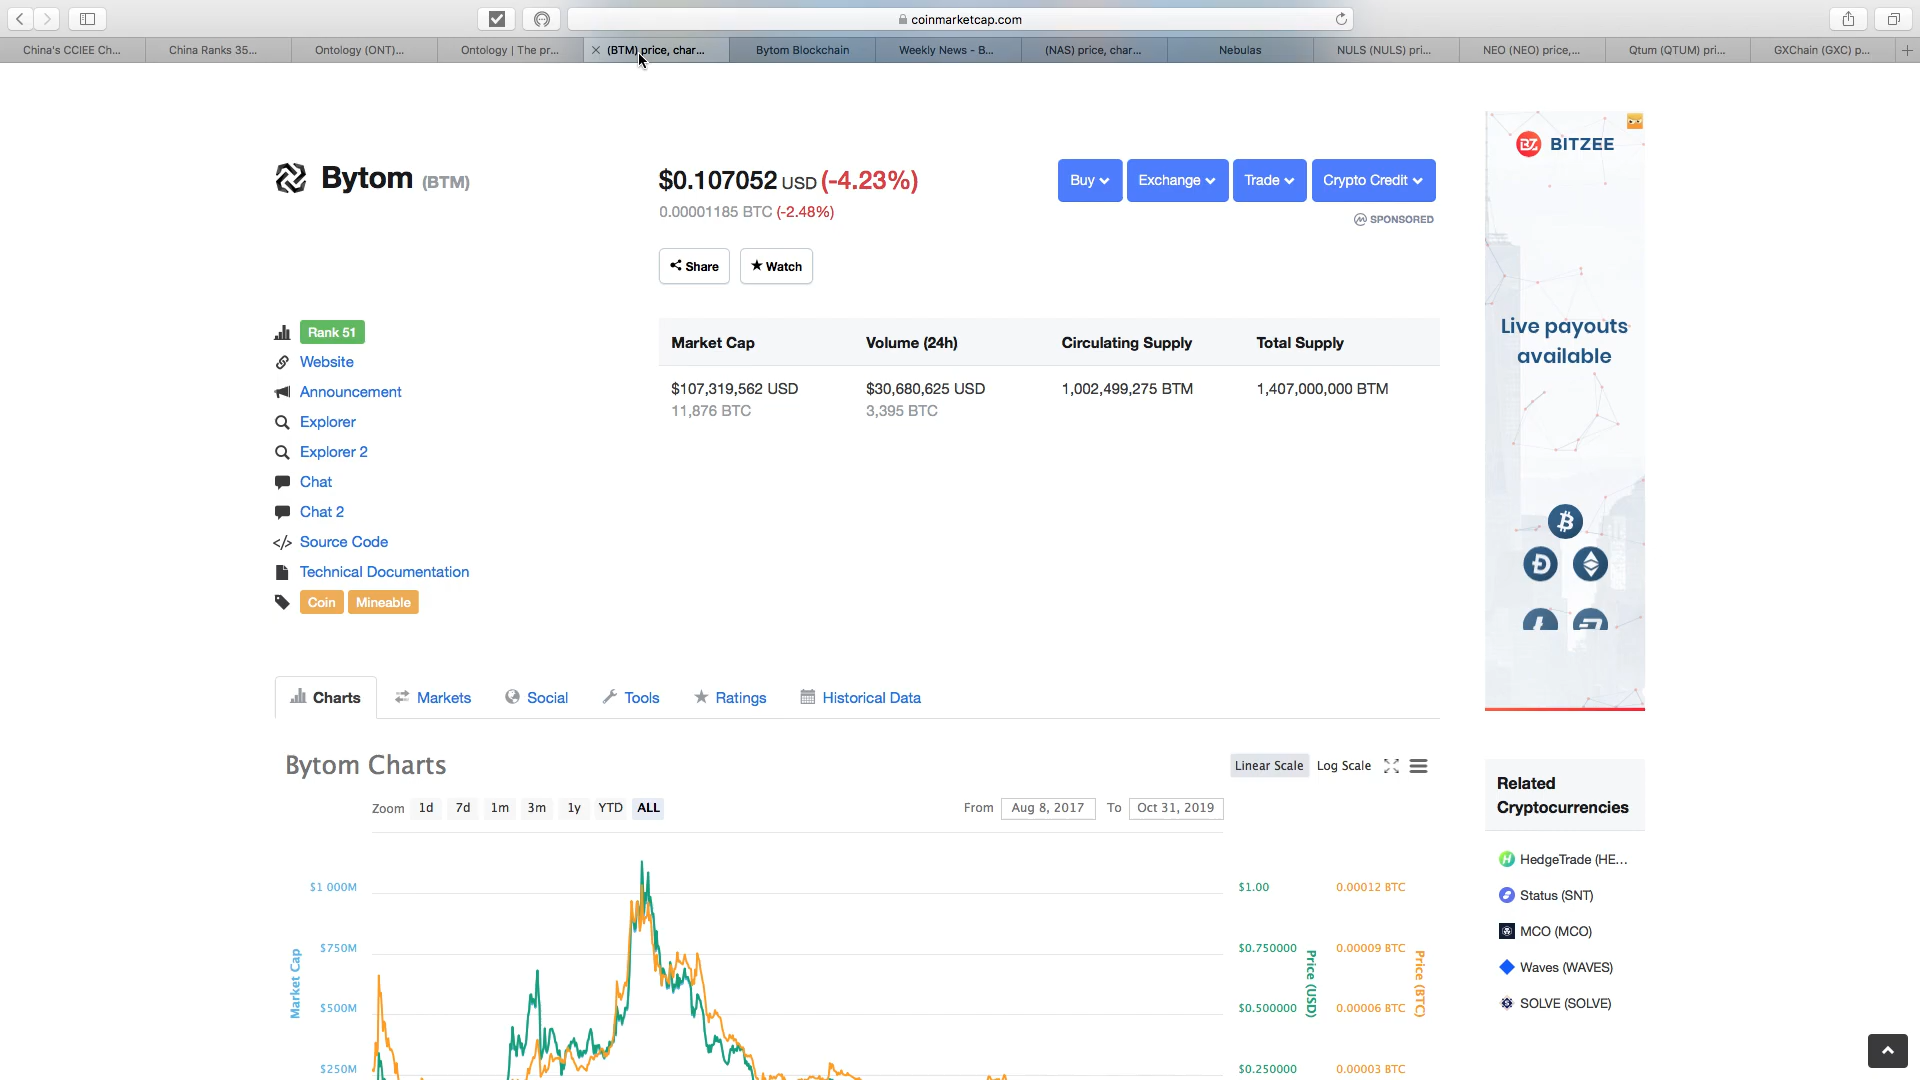 coinmarketcap.com
China's CCIEE Ch...
China Ranks 35...
Ontology (ONT)...
Ontology | The pr...
(BTM) price, char...
Bytom Blockchain
Weekly News - B...
(NAS) price, char...
Nebulas
NULS (NULS) pri...
NEO (NEO) price,...
Qtum (QTUM) pri...
GXChain (GXC) p...
Bytom (BTM)
$0.107052 USD (-4.23%)
0.00001185 BTC (-2.48%)
Buy
Exchange
Trade
Crypto Credit
SPONSORED
Share
Watch
Rank 51
Website
Announcement
Explorer
Explorer 2
Chat
Chat 2
Source Code
Technical Documentation
Coin Mineable
Market Cap Volume (24h) Circulating Supply Total Supply
$107,319,562 USD $30,680,625 USD 1,002,499,275 BTM 1,407,000,000 BTM
11,876 BTC 3,395 BTC
BZ BITZEE
Live payouts
available
Charts
Markets
Social
Tools
Ratings
Historical Data
Bytom Charts
Linear Scale Log Scale
Zoom 1d 7d 1m 3m 1y YTD ALL
From Aug 8, 2017 To Oct 31, 2019
$1 000M
$750M
$500M
$250M
Market Cap
$1.00
$0.750000
$0.500000
$0.250000
Price (USD)
0.00012 BTC
0.00009 BTC
0.00006 BTC
0.00003 BTC
Price (BTC)
Related
Cryptocurrencies
HedgeTrade (HE...
Status (SNT)
MCO (MCO)
Waves (WAVES)
SOLVE (SOLVE)